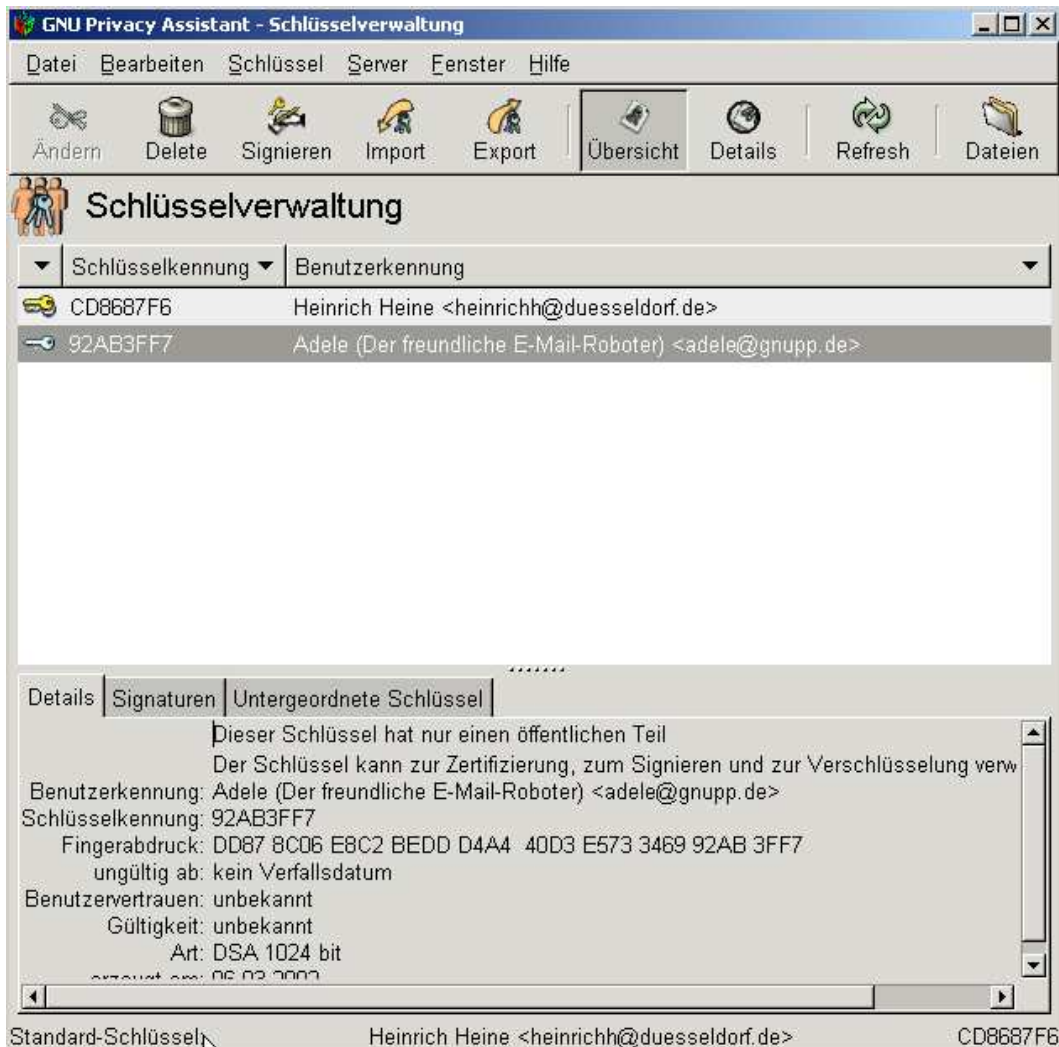 GNU Privacy Assistant - Schlüsselverwaltung
Datei Bearbeiten Schlüssel Server Fenster Hilfe
Ändern Delete Signieren Import Export Übersicht Details Refresh Dateien
Schlüsselverwaltung
Schlüsselkennung Benutzerkennung
CD8687F6 Heinrich Heine <heinrichh@duesseldorf.de>
92AB3FF7 Adele (Der freundliche E-Mail-Roboter) <adele@gnupp.de>
Details Signaturen Untergeordnete Schlüssel
Dieser Schlüssel hat nur einen öffentlichen Teil
Der Schlüssel kann zur Zertifizierung, zum Signieren und zur Verschlüsselung verw
Benutzerkennung: Adele (Der freundliche E-Mail-Roboter) <adele@gnupp.de>
Schlüsselkennung: 92AB3FF7
Fingerabdruck: DD87 8C06 E8C2 BEDD D4A4 40D3 E573 3469 92AB 3FF7
ungültig ab: kein Verfallsdatum
Benutzervertrauen: unbekannt
Gültigkeit: unbekannt
Art: DSA 1024 bit
erzeugt am:
Standard-Schlüssel: Heinrich Heine <heinrichh@duesseldorf.de> CD8687F6